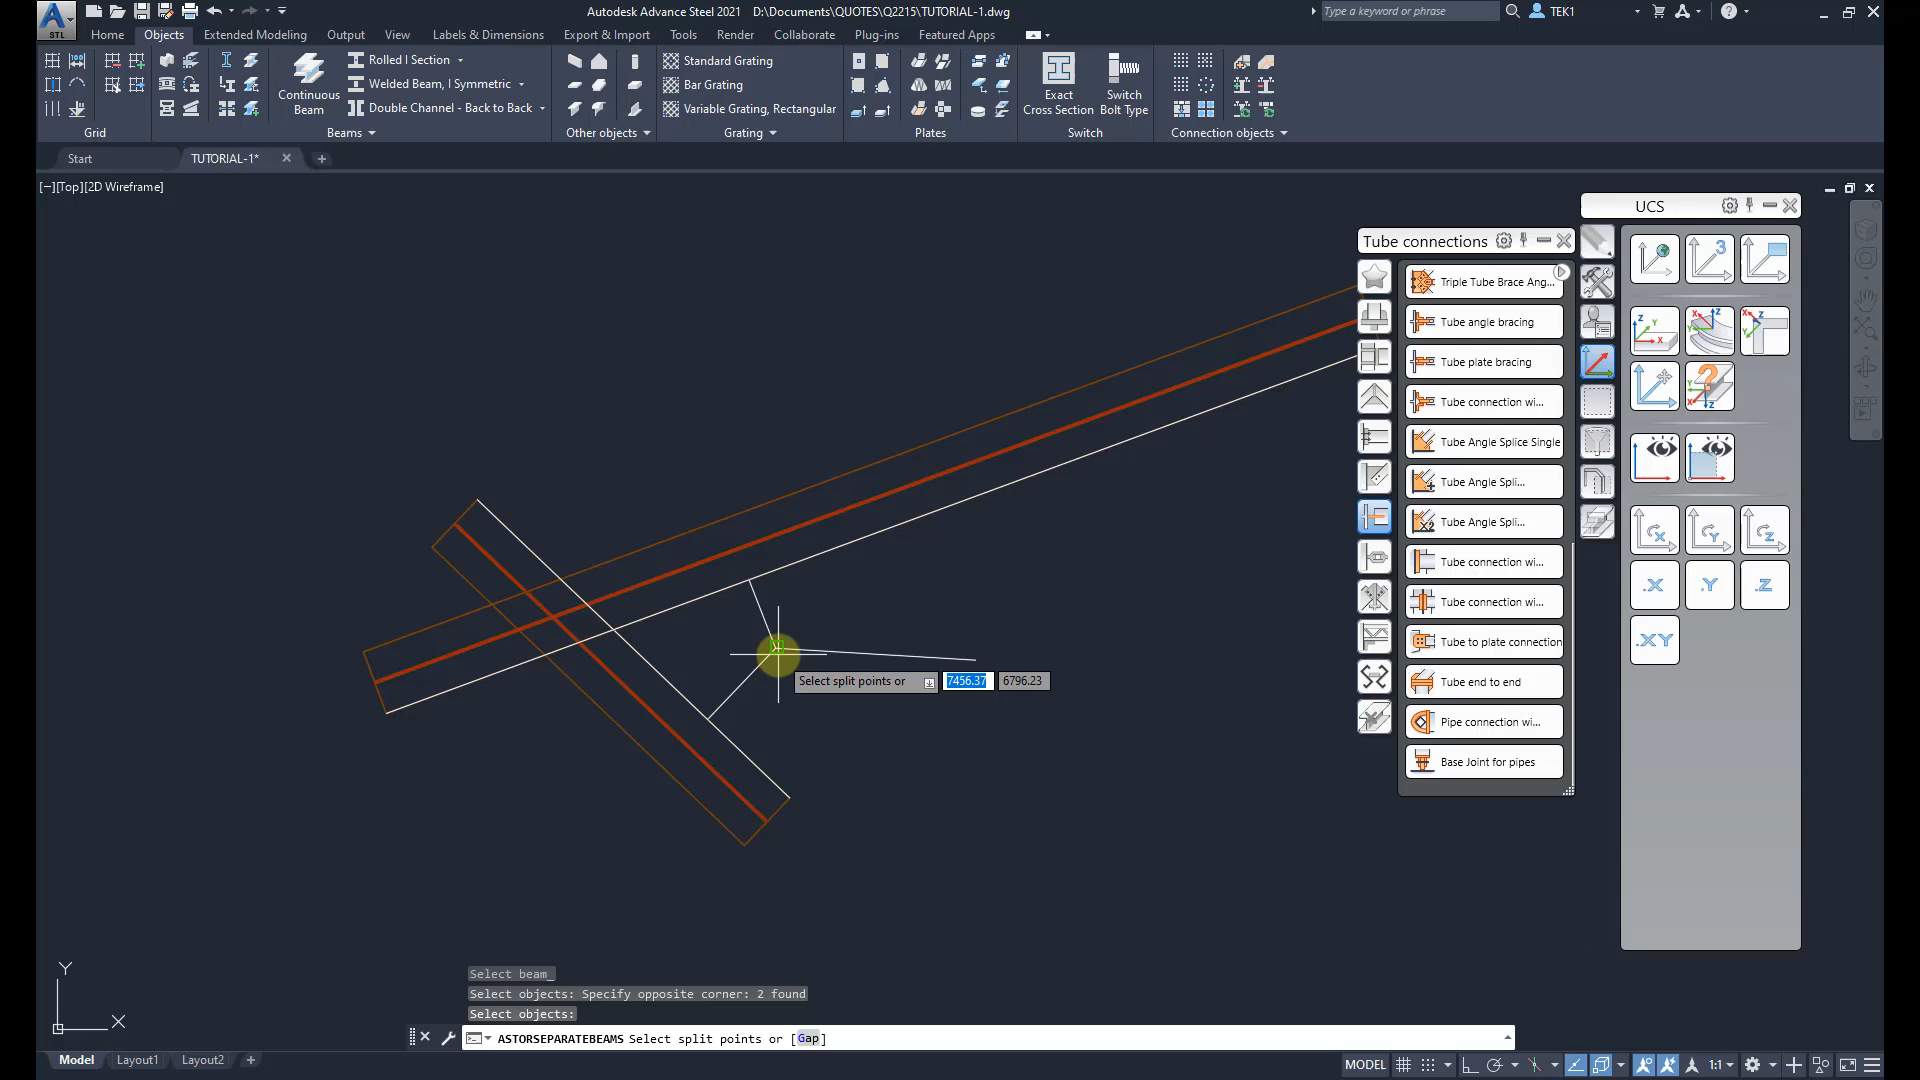 Autodesk Advance Steel 2021 D:\Documents\QUOTES\Q2215\TUTORIAL-1.dwg
Type a keyword or phrase
TEK1
STL
Home Objects Extended Modeling Output View Labels & Dimensions Export & Import Tools Render Collaborate Plug-ins Featured Apps
Continuous Beam
Rolled I Section
Welded Beam, I Symmetric
Double Channel - Back to Back
Standard Grating
Bar Grating
Variable Grating, Rectangular
Exact Cross Section
Switch Bolt Type
Grid Beams Other objects Grating Plates Switch Connection objects
Start TUTORIAL-1*
[−][Top][2D Wireframe]
UCS
Tube connections
Triple Tube Brace Ang...
Tube angle bracing
Tube plate bracing
Tube connection wi...
Tube Angle Splice Single
Tube Angle Spli...
Tube Angle Spli...
Tube connection wi...
Tube connection wi...
Tube to plate connection
Tube end to end
Pipe connection wi...
Base Joint for pipes
.X .Y .Z
.XY
Select split points or 7456.37 6796.23
Y
X
Select beam_
Select objects: Specify opposite corner: 2 found
Select objects:
ASTORSEPARATEBEAMS Select split points or [Gap]
Model Layout1 Layout2
MODEL 1:1